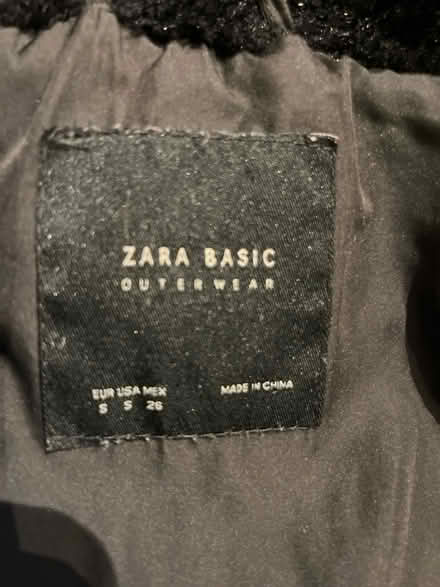 ZARA BASIC
OUTERWEAR
EUR USA MEX
S S 26
MADE IN CHINA